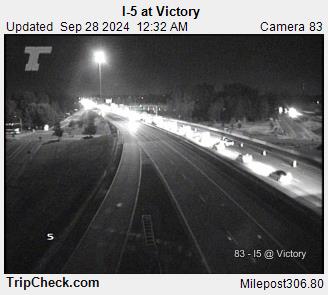 I-5 at Victory
Updated Sep 28 2024 12:32 AM Camera 83
T
S
83 - I5 @ Victory
TripCheck.com Milepost306.80